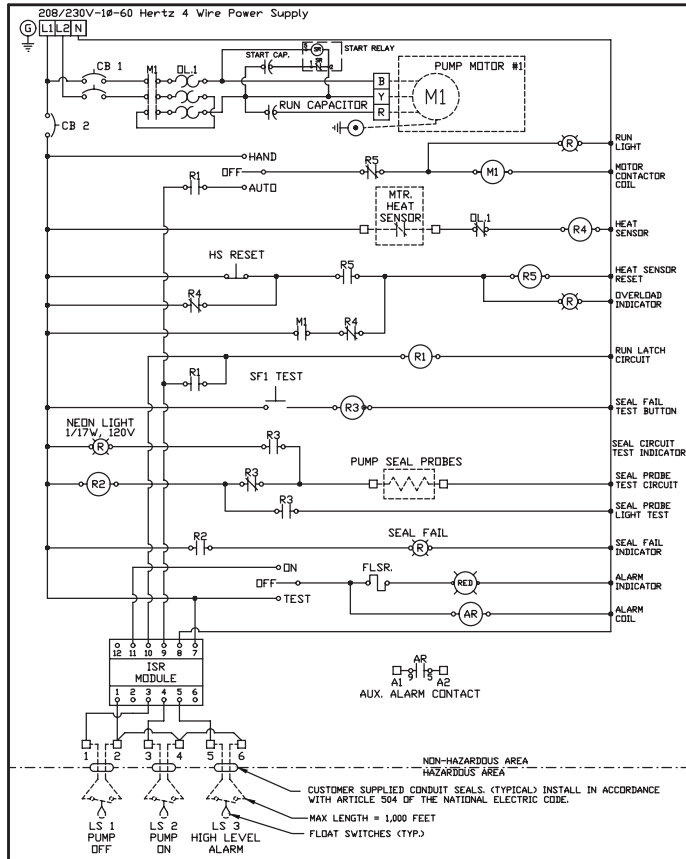 208/230V-1Ø-60 Hertz 4 Wire Power Supply
G L1 L2 N
CB 1
M1
OL.1
START CAP.
5 SR
START RELAY
1 SR 2
PUMP MOTOR #1
B
Y
R
M1
RUN CAPACITOR
CB 2
HAND
OFF
AUTO
R1
R5
R
RUN
LIGHT
M1
MOTOR
CONTACTOR
COIL
MTR.
HEAT
SENSOR
OL.1
R4
HEAT
SENSOR
HS RESET
R5
R5
HEAT SENSOR
RESET
R4
R
OVERLOAD
INDICATOR
M1
R4
R1
RUN LATCH
CIRCUIT
R1
SF1 TEST
R3
SEAL FAIL
TEST BUTTON
NEON LIGHT
1/17W, 120V
R
R3
SEAL CIRCUIT
TEST INDICATOR
PUMP SEAL PROBES
R2
R3
SEAL PROBE
TEST CIRCUIT
R3
SEAL PROBE
LIGHT TEST
R2
SEAL FAIL
R
SEAL FAIL
INDICATOR
ON
OFF
TEST
FLSR.
RED
ALARM
INDICATOR
AR
ALARM
COIL
12 11 10 9 8 7
ISR
MODULE
1 2 3 4 5 6
AR
A1 9 5 A2
AUX. ALARM CONTACT
1 2 3 4 5 6
NON-HAZARDOUS AREA
HAZARDOUS AREA
CUSTOMER SUPPLIED CONDUIT SEALS. (TYPICAL) INSTALL IN ACCORDANCE
WITH ARTICLE 504 OF THE NATIONAL ELECTRIC CODE.
MAX LENGTH = 1,000 FEET
FLOAT SWITCHES (TYP.)
LS 1
PUMP
OFF
LS 2
PUMP
ON
LS 3
HIGH LEVEL
ALARM